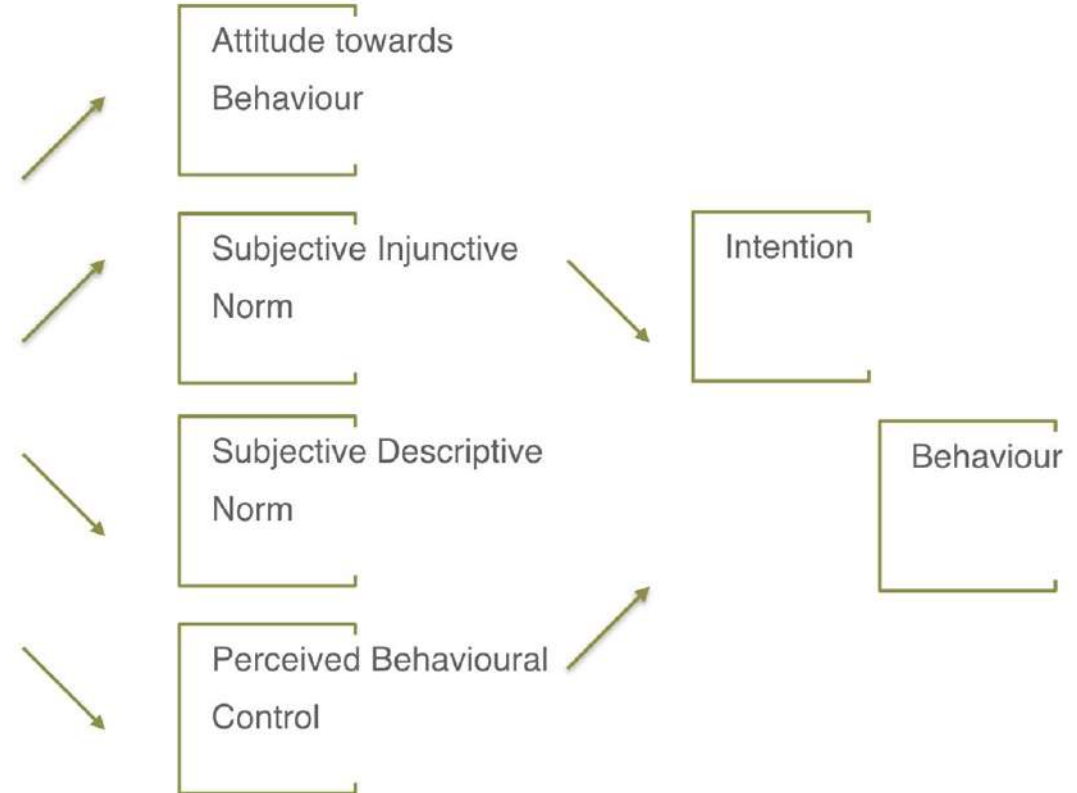 Attitude towards
Behaviour
Subjective Injunctive
Norm
Intention
Subjective Descriptive
Norm
Behaviour
Perceived Behavioural
Control